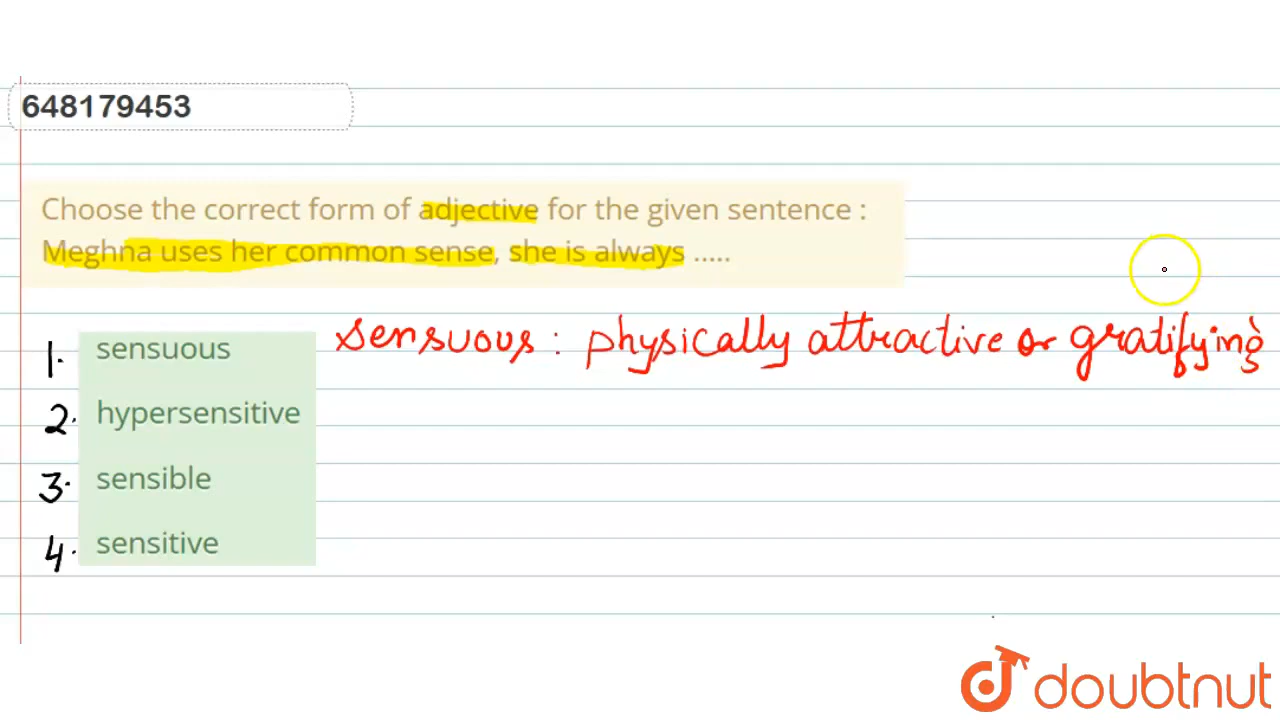 648179453
Choose the correct form of adjective for the given sentence :
Meghna uses her common sense, she is always .....
1. sensuous sensuous : physically attractive or gratifying
2. hypersensitive
3. sensible
4. sensitive
doubtnut